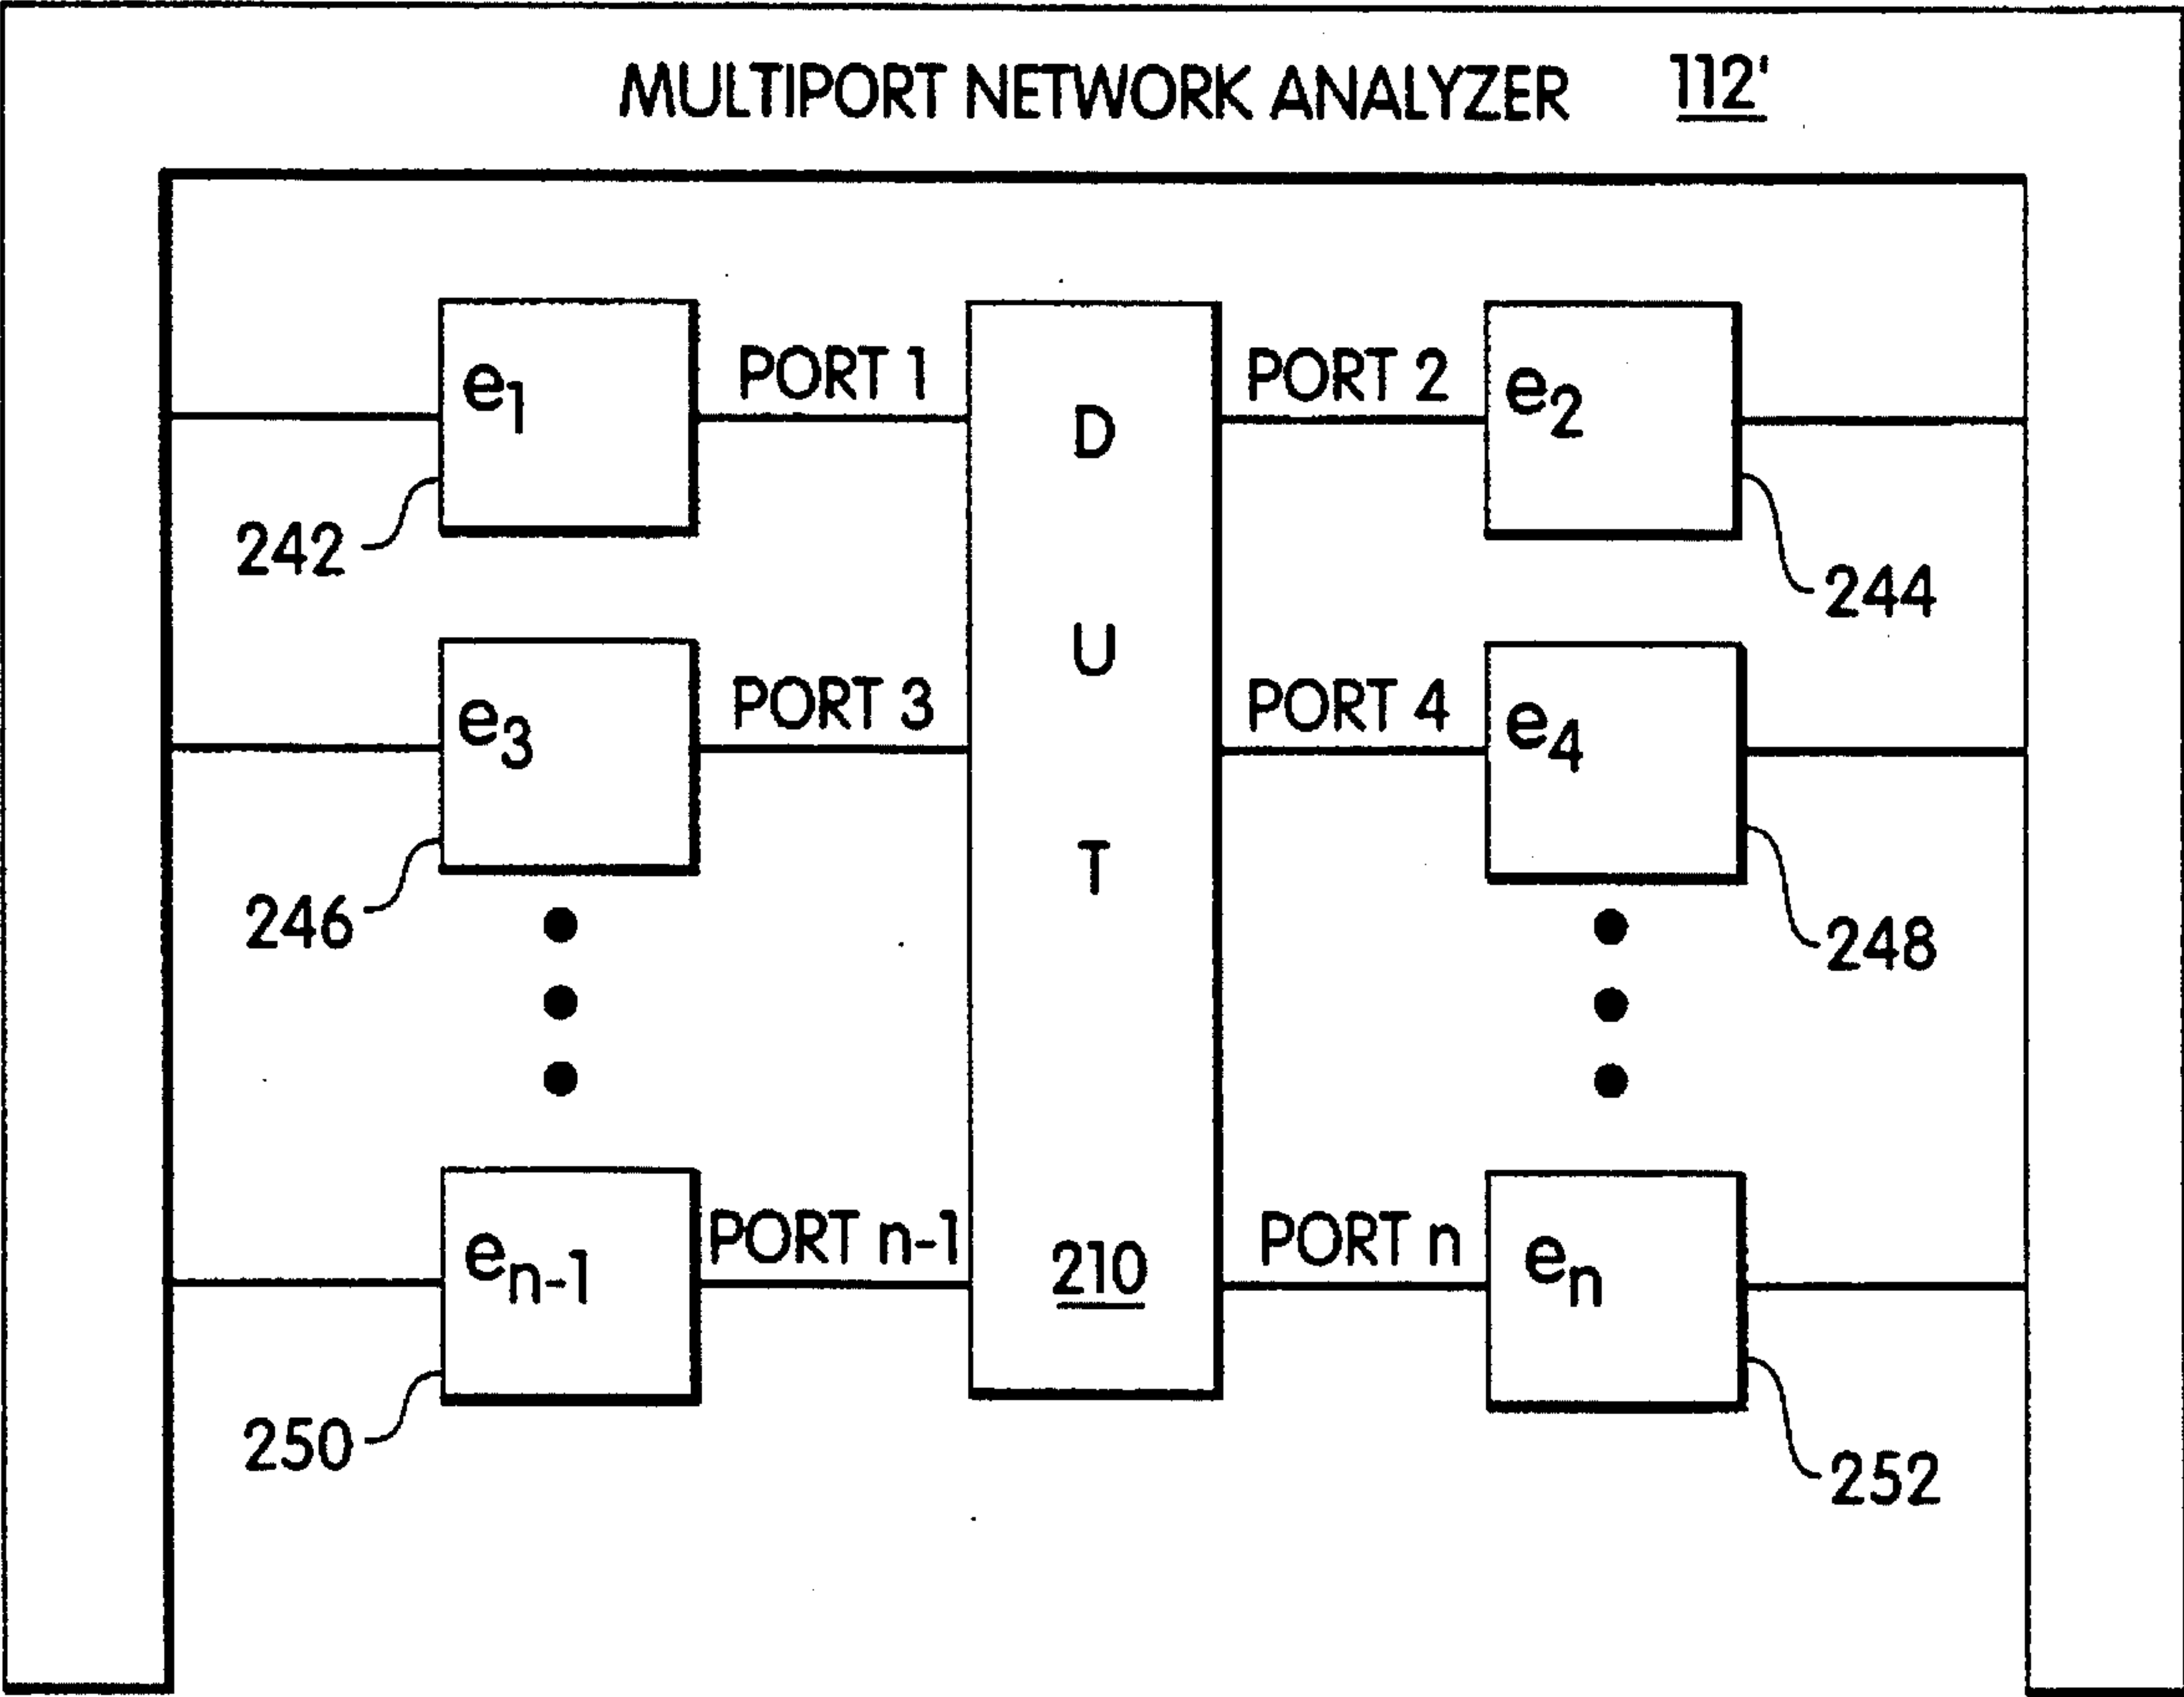 MULTIPORT NETWORK ANALYZER 112'
e1 PORT 1 PORT 2 e2
242 244
e3 PORT 3 PORT 4 e4
246 248
DUT
en-1 PORT n-1 210 PORT n en
250 252